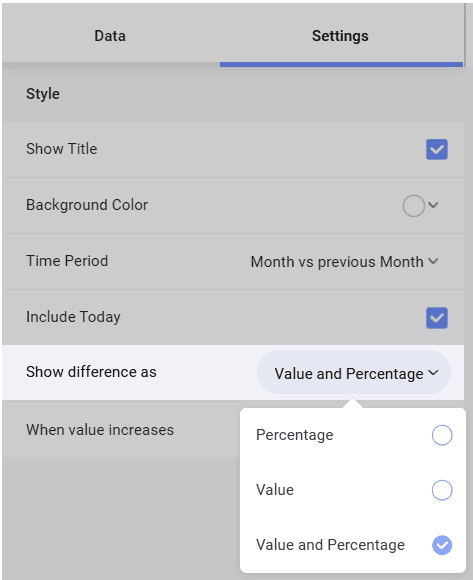 Data Settings
Style
Show Title
Background Color
Time Period Month vs previous Month
Include Today
Show difference as Value and Percentage
When value increases
Percentage
Value
Value and Percentage